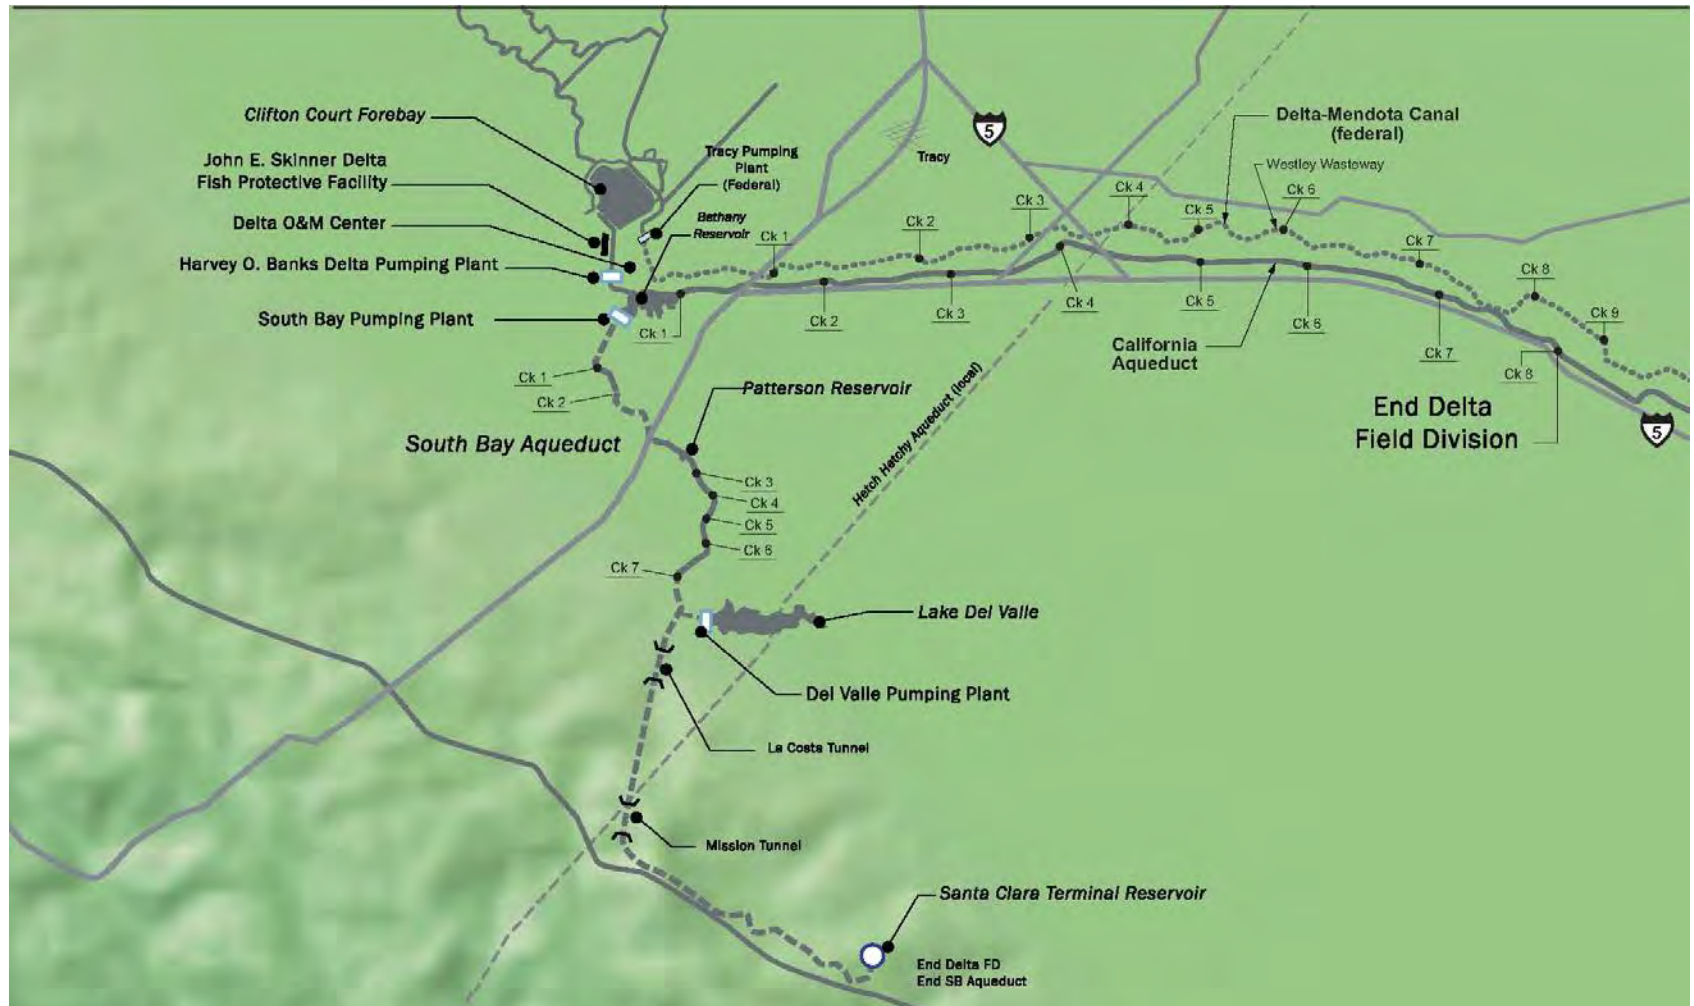 Clifton Court Forebay
John E. Skinner Delta
Fish Protective Facility
Delta O&M Center
Harvey O. Banks Delta Pumping Plant
South Bay Pumping Plant
Tracy Pumping
Plant
(Federal)
Bethany
Reservoir
Tracy
5
Delta-Mendota Canal
(federal)
Westley Wasteway
Ck 1
Ck 2
Ck 3
Ck 4
Ck 5
Ck 6
Ck 7
Ck 8
Ck 9
Ck 1
Ck 2
Ck 3
Ck 4
Ck 5
Ck 6
Ck 7
Ck 8
California
Aqueduct
End Delta
Field Division
5
Hetch Hetchy Aqueduct (local)
Ck 1
Ck 2
Patterson Reservoir
South Bay Aqueduct
Ck 3
Ck 4
Ck 5
Ck 6
Ck 7
Lake Del Valle
Del Valle Pumping Plant
La Costa Tunnel
Mission Tunnel
Santa Clara Terminal Reservoir
End Delta FD
End SB Aqueduct